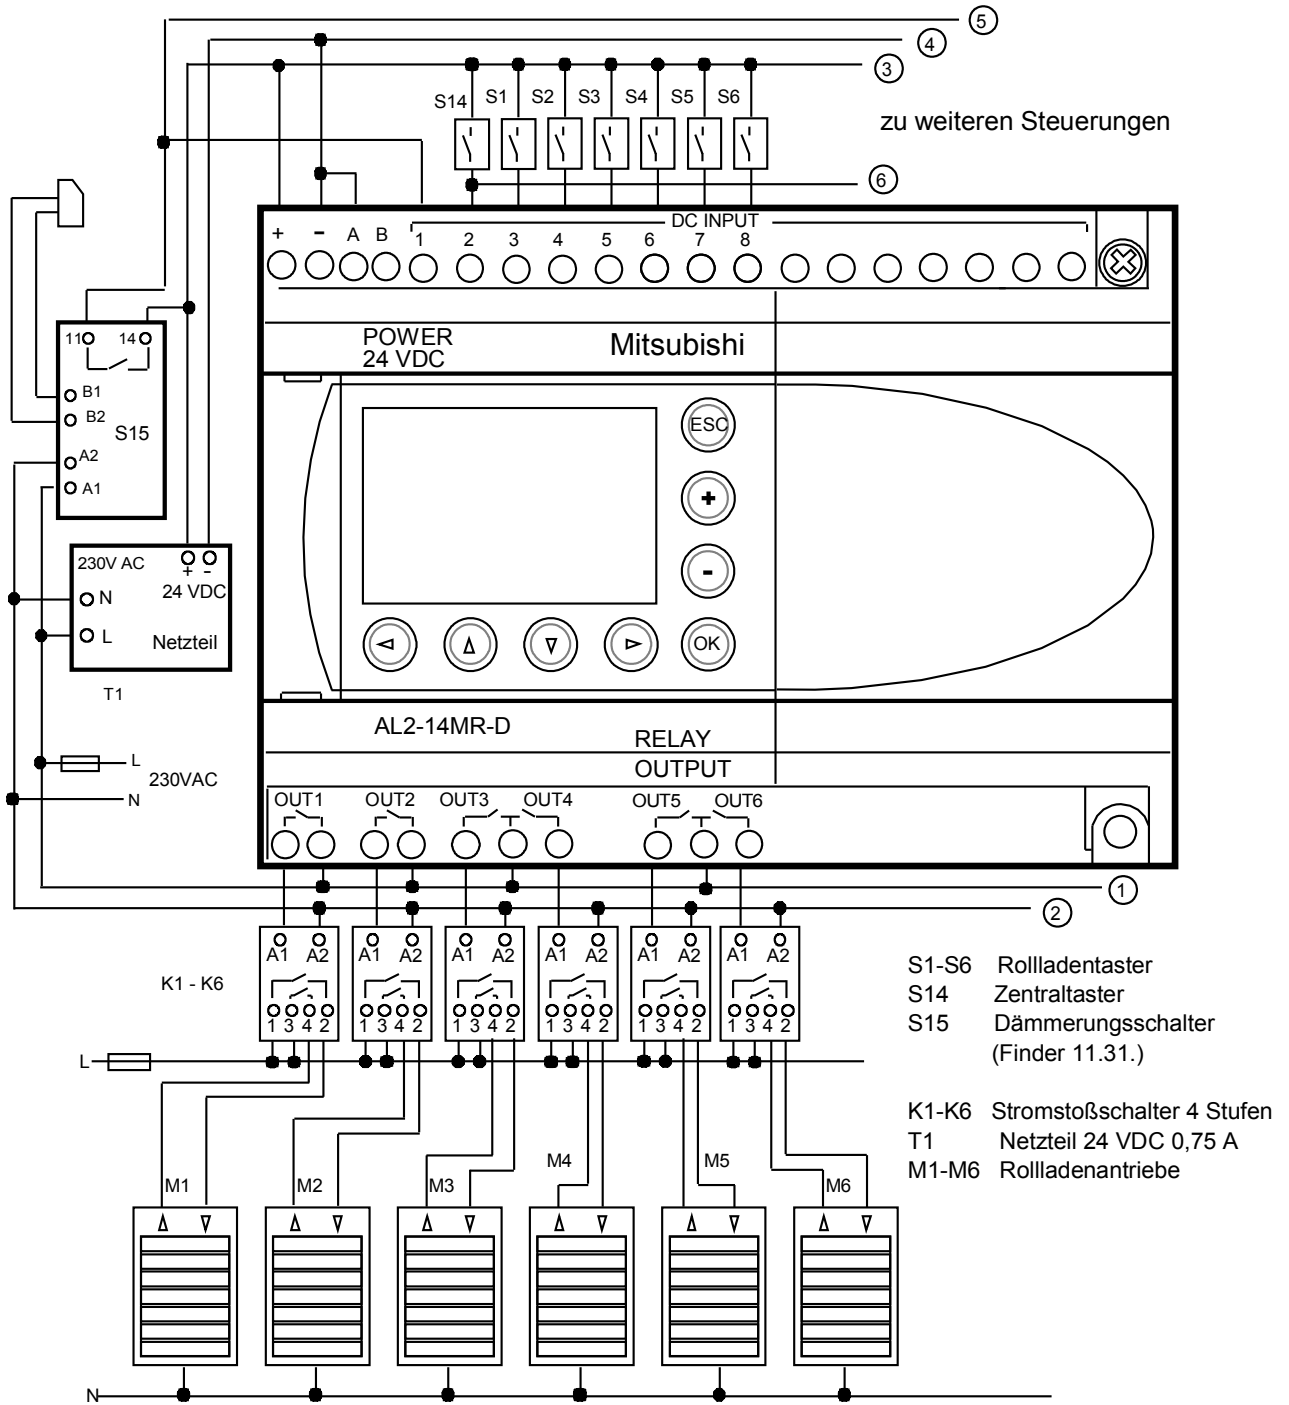 5
4
3
S14 S1 S2 S3 S4 S5 S6
zu weiteren Steuerungen
6
DC INPUT
+ - A B 1 2 3 4 5 6 7 8
11 14
POWER
24 VDC
Mitsubishi
B1
B2
S15
A2
A1
ESC
+
-
OK
230V AC
+ -
24 VDC
N
L
Netzteil
T1
AL2-14MR-D
RELAY
OUTPUT
L
230VAC
N
OUT1 OUT2 OUT3 OUT4 OUT5 OUT6
1
2
A1 A2 A1 A2 A1 A2 A1 A2 A1 A2 A1 A2
K1 - K6
1 3 4 2 1 3 4 2 1 3 4 2 1 3 4 2 1 3 4 2 1 3 4 2
L
S1-S6 Rollladentaster
S14 Zentraltaster
S15 Dämmerungsschalter
(Finder 11.31.)
K1-K6 Stromstoßschalter 4 Stufen
T1 Netzteil 24 VDC 0,75 A
M1-M6 Rollladenantriebe
M1 M2 M3 M4 M5 M6
N